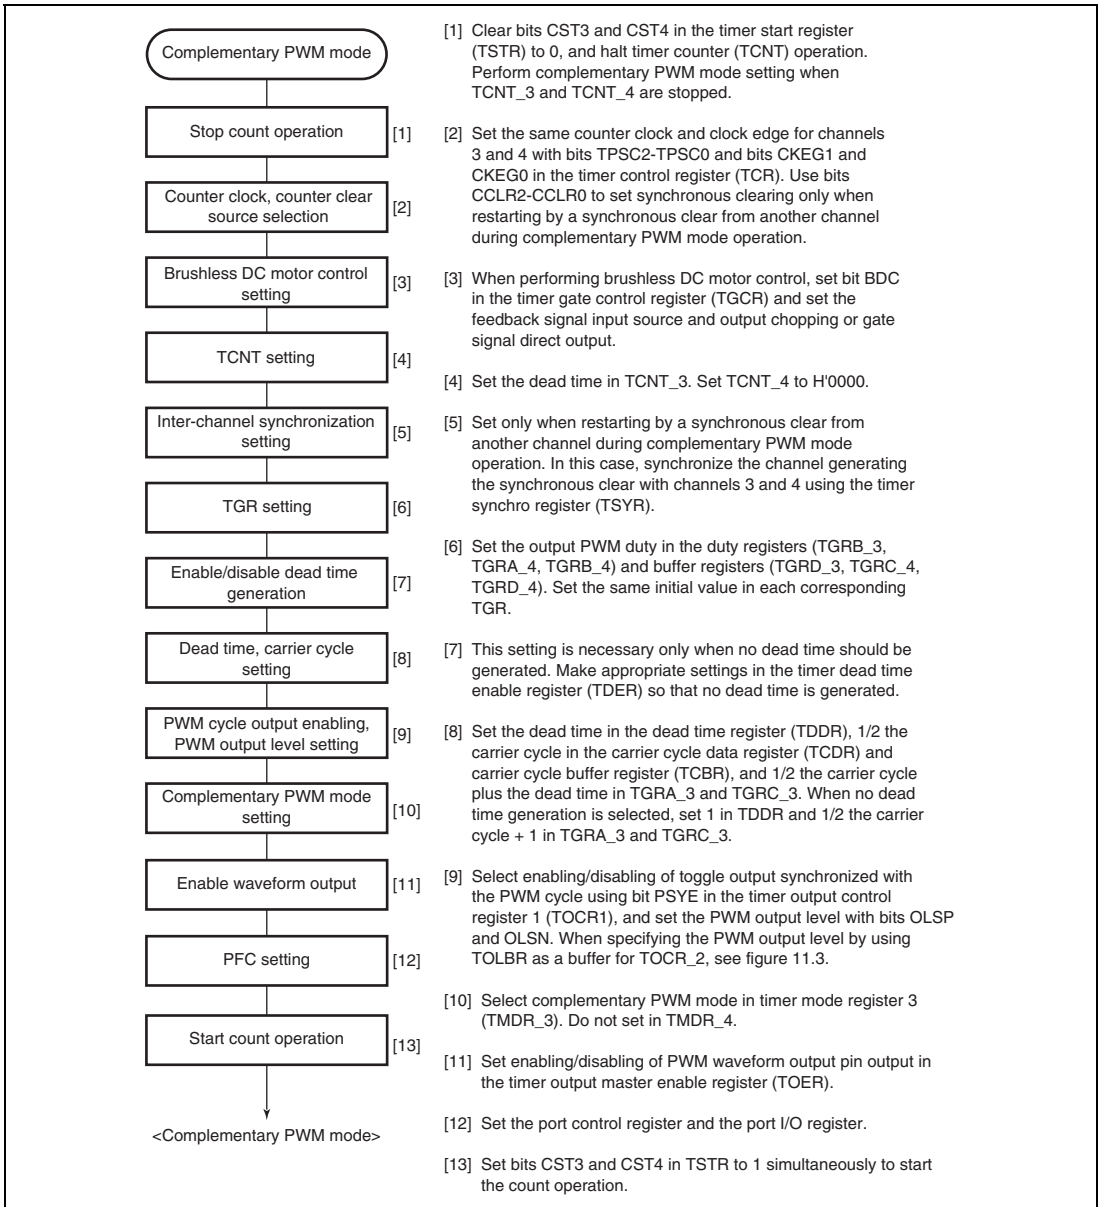 Complementary PWM mode
Stop count operation
[1]
Counter clock, counter clear
source selection
[2]
Brushless DC motor control
setting
[3]
TCNT setting
[4]
Inter-channel synchronization
setting
[5]
TGR setting
[6]
Enable/disable dead time
generation
[7]
Dead time, carrier cycle
setting
[8]
PWM cycle output enabling,
PWM output level setting
[9]
Complementary PWM mode
setting
[10]
Enable waveform output
[11]
PFC setting
[12]
Start count operation
[13]
<Complementary PWM mode>
[1] Clear bits CST3 and CST4 in the timer start register
(TSTR) to 0, and halt timer counter (TCNT) operation.
Perform complementary PWM mode setting when
TCNT_3 and TCNT_4 are stopped.
[2] Set the same counter clock and clock edge for channels
3 and 4 with bits TPSC2-TPSC0 and bits CKEG1 and
CKEG0 in the timer control register (TCR). Use bits
CCLR2-CCLR0 to set synchronous clearing only when
restarting by a synchronous clear from another channel
during complementary PWM mode operation.
[3] When performing brushless DC motor control, set bit BDC
in the timer gate control register (TGCR) and set the
feedback signal input source and output chopping or gate
signal direct output.
[4] Set the dead time in TCNT_3. Set TCNT_4 to H'0000.
[5] Set only when restarting by a synchronous clear from
another channel during complementary PWM mode
operation. In this case, synchronize the channel generating
the synchronous clear with channels 3 and 4 using the timer
synchro register (TSYR).
[6] Set the output PWM duty in the duty registers (TGRB_3,
TGRA_4, TGRB_4) and buffer registers (TGRD_3, TGRC_4,
TGRD_4). Set the same initial value in each corresponding
TGR.
[7] This setting is necessary only when no dead time should be
generated. Make appropriate settings in the timer dead time
enable register (TDER) so that no dead time is generated.
[8] Set the dead time in the dead time register (TDDR), 1/2 the
carrier cycle in the carrier cycle data register (TCDR) and
carrier cycle buffer register (TCBR), and 1/2 the carrier cycle
plus the dead time in TGRA_3 and TGRC_3. When no dead
time generation is selected, set 1 in TDDR and 1/2 the carrier
cycle + 1 in TGRA_3 and TGRC_3.
[9] Select enabling/disabling of toggle output synchronized with
the PWM cycle using bit PSYE in the timer output control
register 1 (TOCR1), and set the PWM output level with bits OLSP
and OLSN. When specifying the PWM output level by using
TOLBR as a buffer for TOCR_2, see figure 11.3.
[10] Select complementary PWM mode in timer mode register 3
(TMDR_3). Do not set in TMDR_4.
[11] Set enabling/disabling of PWM waveform output pin output in
the timer output master enable register (TOER).
[12] Set the port control register and the port I/O register.
[13] Set bits CST3 and CST4 in TSTR to 1 simultaneously to start
the count operation.